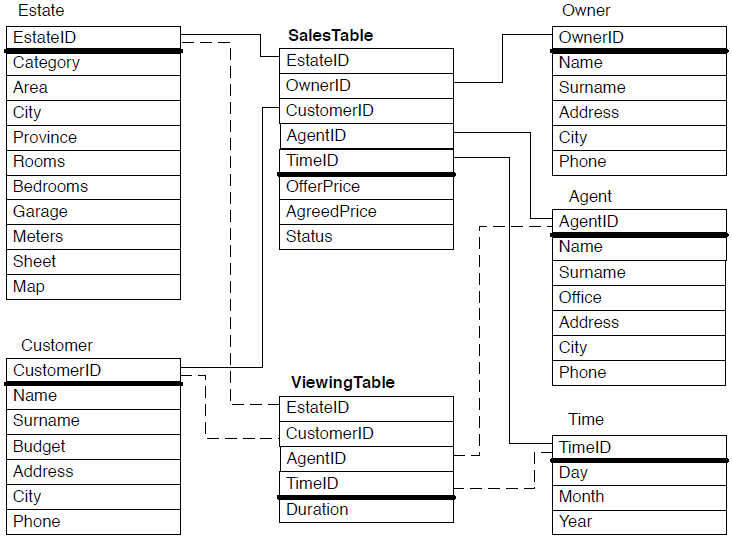 Estate
EstateID
Category
Area
City
Province
Rooms
Bedrooms
Garage
Meters
Sheet
Map
Customer
CustomerID
Name
Surname
Budget
Address
City
Phone
SalesTable
EstateID
OwnerID
CustomerID
AgentID
TimeID
OfferPrice
AgreedPrice
Status
ViewingTable
EstateID
CustomerID
AgentID
TimeID
Duration
Owner
OwnerID
Name
Surname
Address
City
Phone
Agent
AgentID
Name
Surname
Office
Address
City
Phone
Time
TimeID
Day
Month
Year